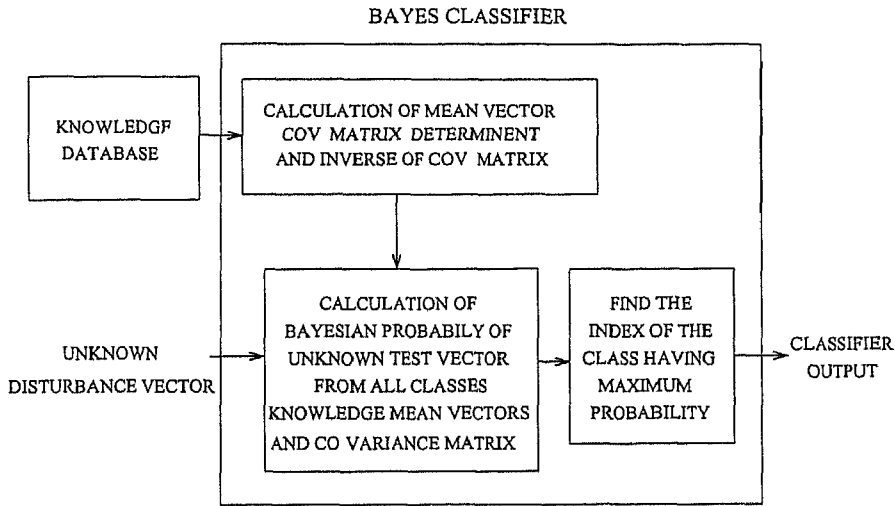 BAYES CLASSIFIER
KNOWLEDGF
DATABASE
CALCULATION OF MEAN VECTOR
COV MATRIX DETERMINENT
AND INVERSE OF COV MATRIX
UNKNOWN
DISTURBANCE VECTOR
CALCULATION OF
BAYESIAN PROBABILY OF
UNKNOWN TEST VECTOR
FROM ALL CLASSES
KNOWLEDGE MEAN VECTORS
AND CO VARIANCE MATRIX
FIND THE
INDEX OF THE
CLASS HAVING
MAXIMUM
PROBABILITY
CLASSIFIER
OUTPUT